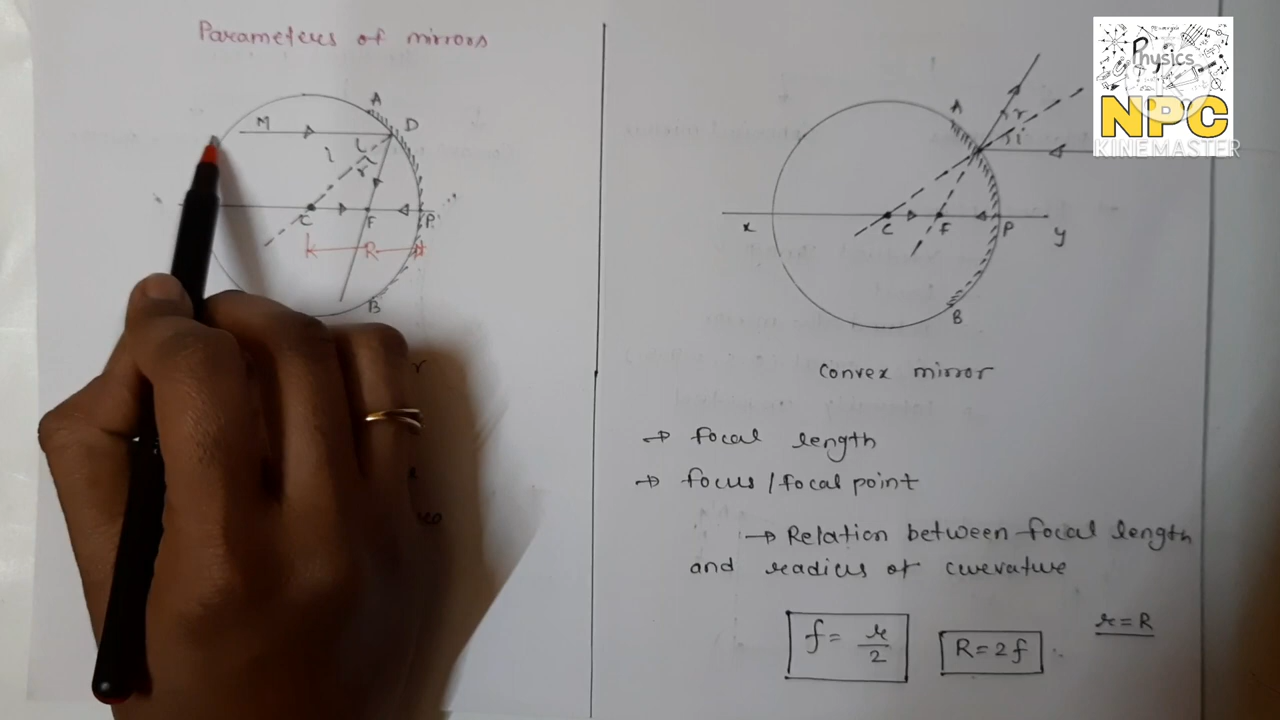 Parameters of mirrors
A
M
D
i
i
r
C
F
P
R
B
r
A
r
i
x
C
F
P
y
B
Convex mirror
→ focal length
→ focus / focal point
→ Relation between focal length
and radius of curvature
f = r/2
R = 2f
r = R
Physics
NPC
KINEMASTER